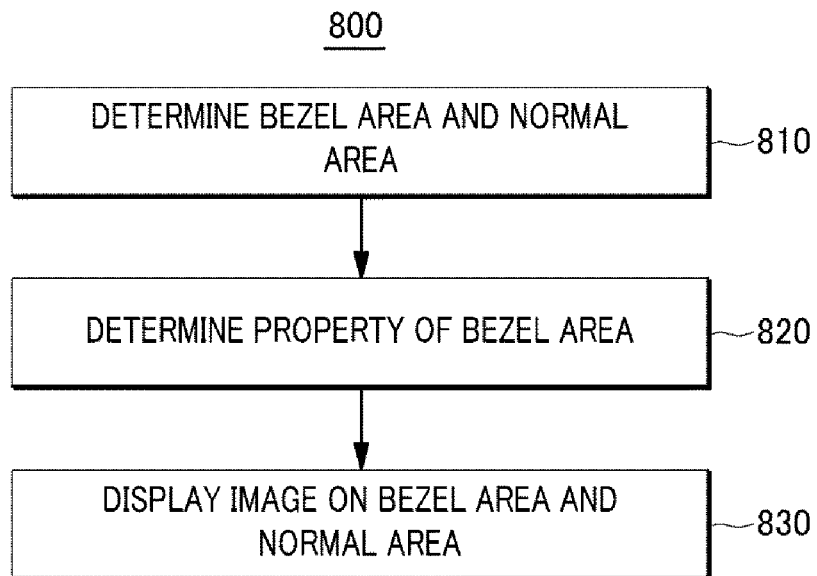 800
DETERMINE BEZEL AREA AND NORMAL
AREA
810
DETERMINE PROPERTY OF BEZEL AREA
820
DISPLAY IMAGE ON BEZEL AREA AND
NORMAL AREA
830